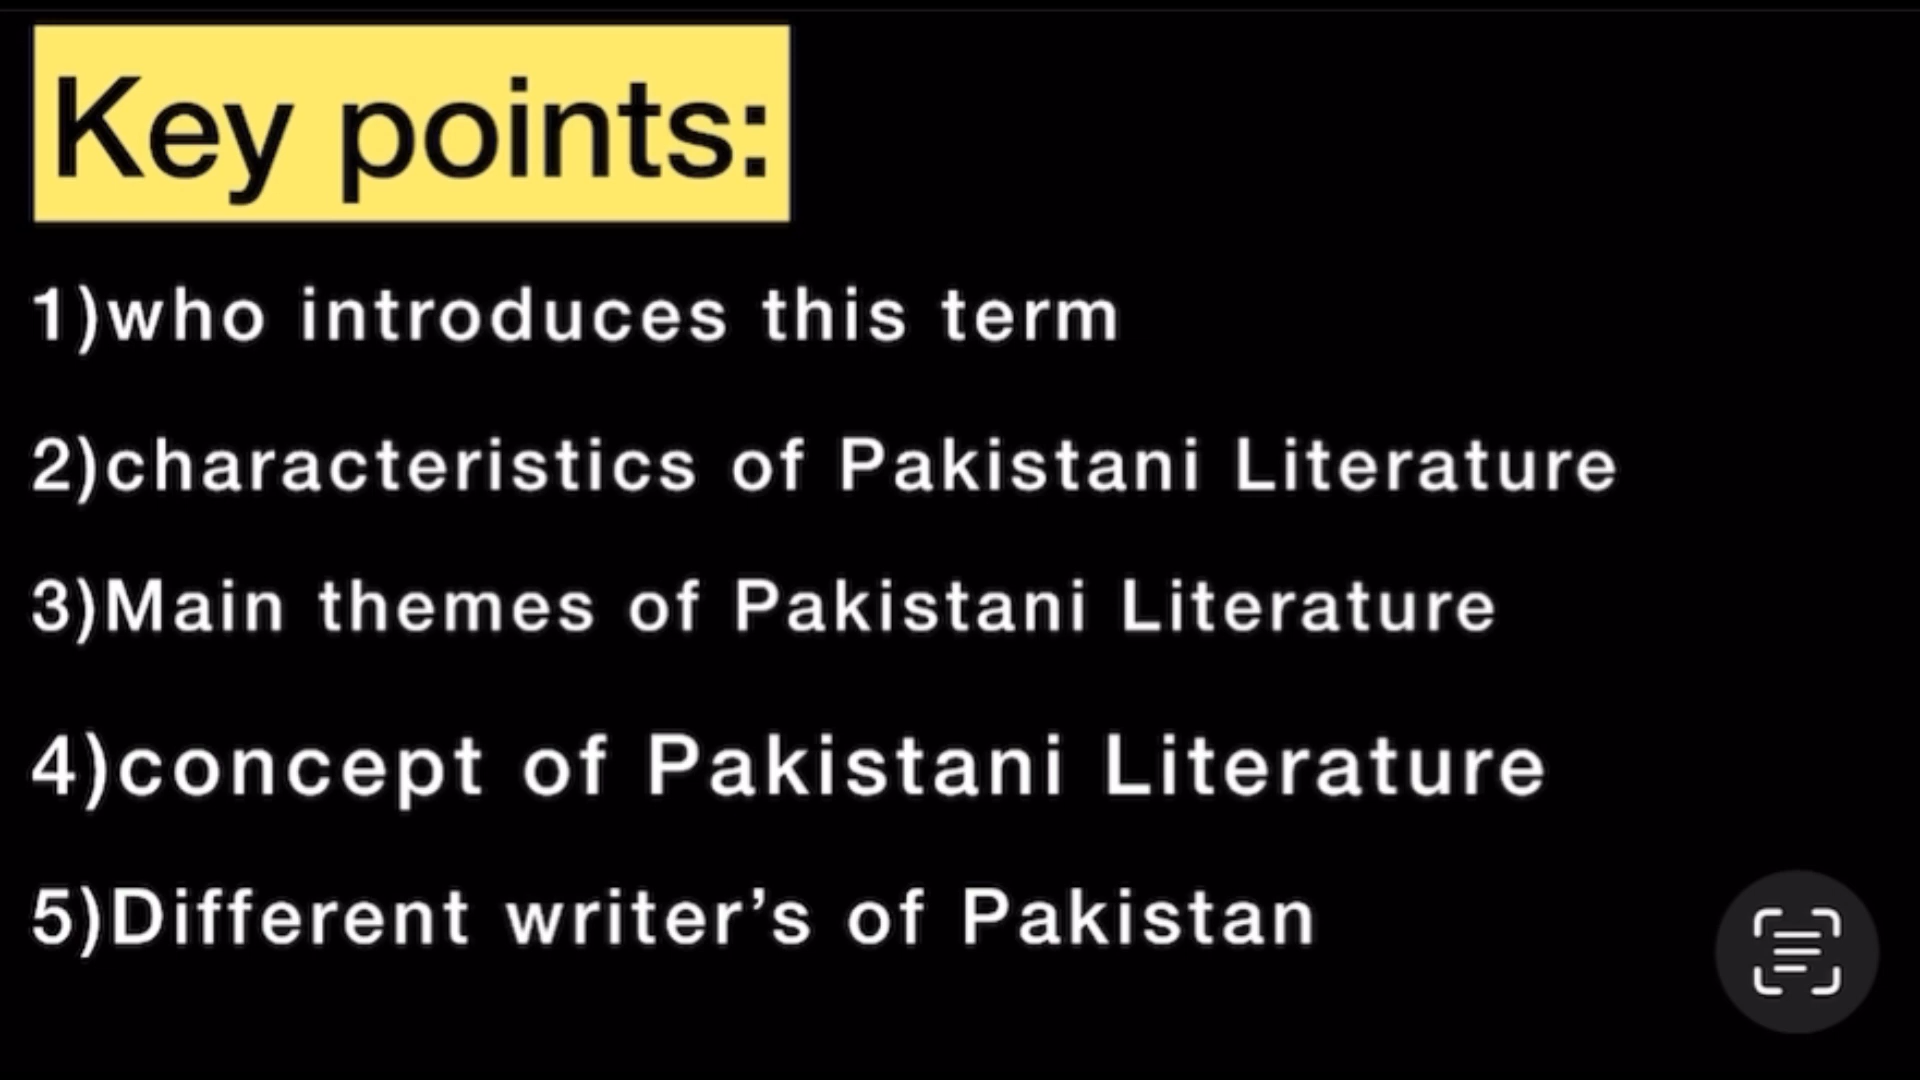 Key points:
1)who introduces this term
2)characteristics of Pakistani Literature
3)Main themes of Pakistani Literature
4)concept of Pakistani Literature
5)Different writer’s of Pakistan